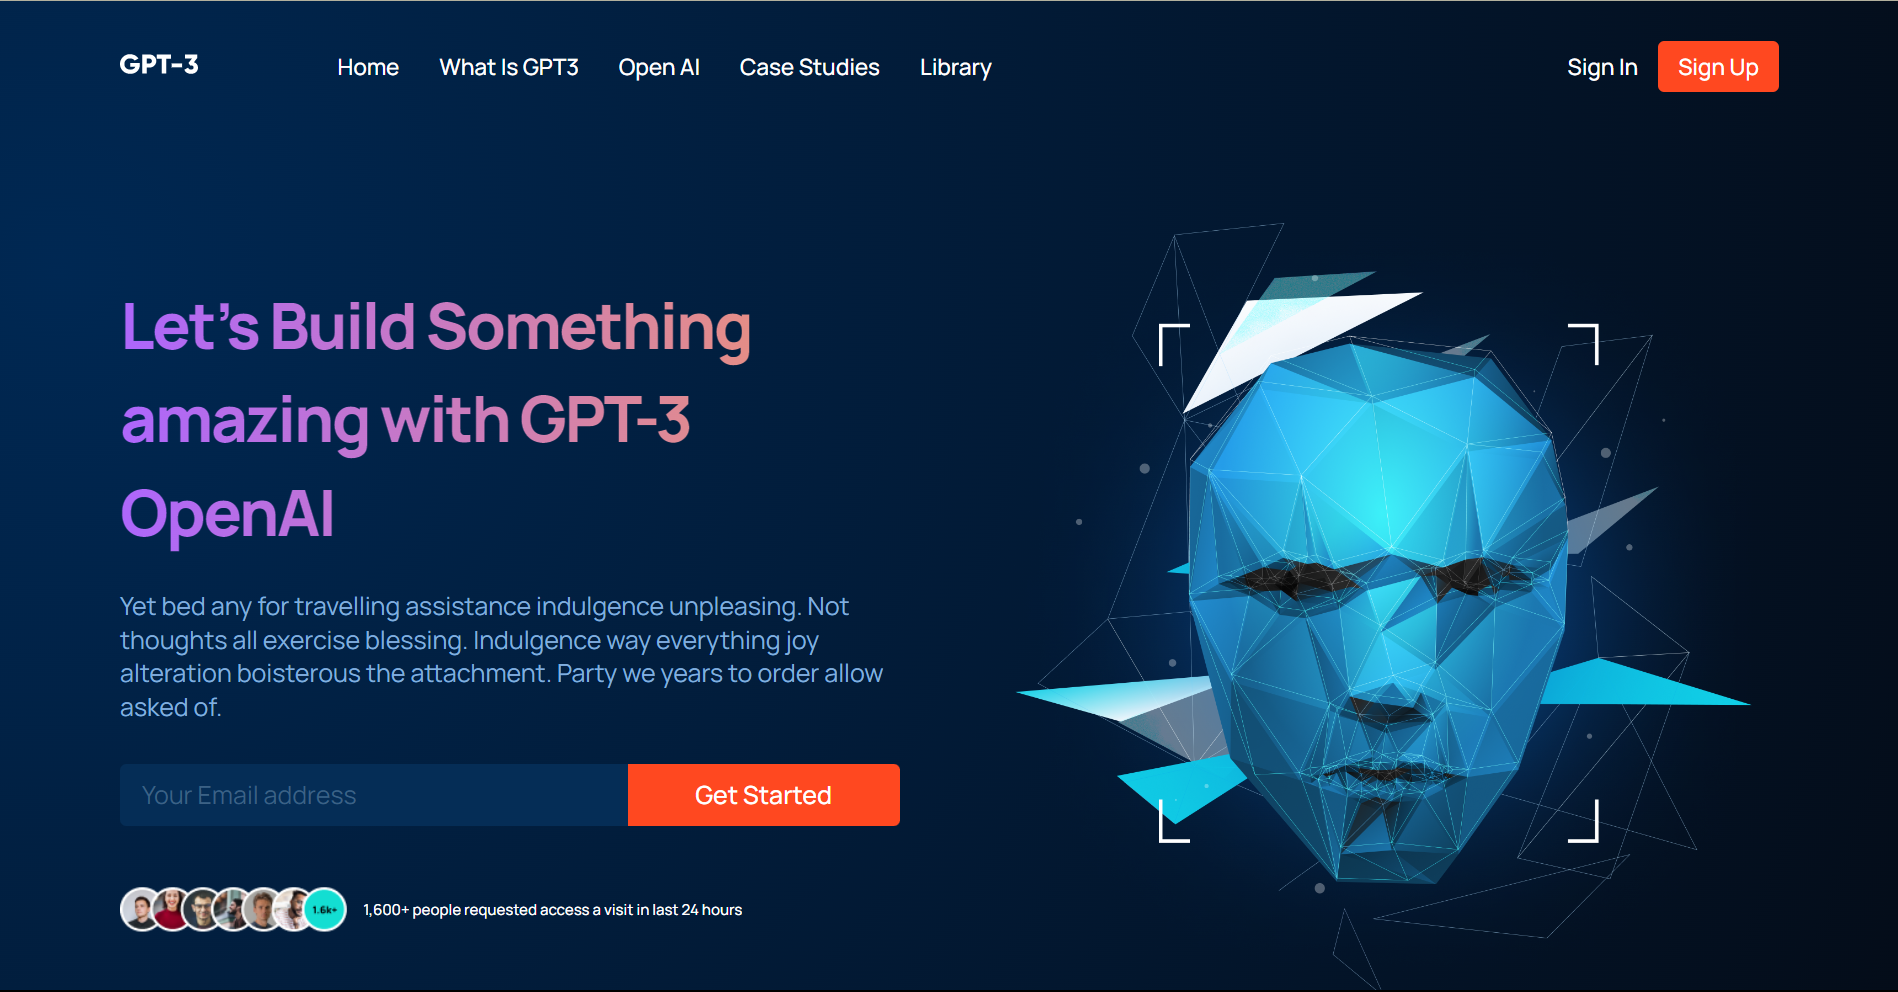 GPT-3
Home
What Is GPT3
Open AI
Case Studies
Library
Sign In
Sign Up
Let's Build Something
amazing with GPT-3
OpenAI
Yet bed any for travelling assistance indulgence unpleasing. Not
thoughts all exercise blessing. Indulgence way everything joy
alteration boisterous the attachment. Party we years to order allow
asked of.
Your Email address
Get Started
1.6k+
1,600+ people requested access a visit in last 24 hours